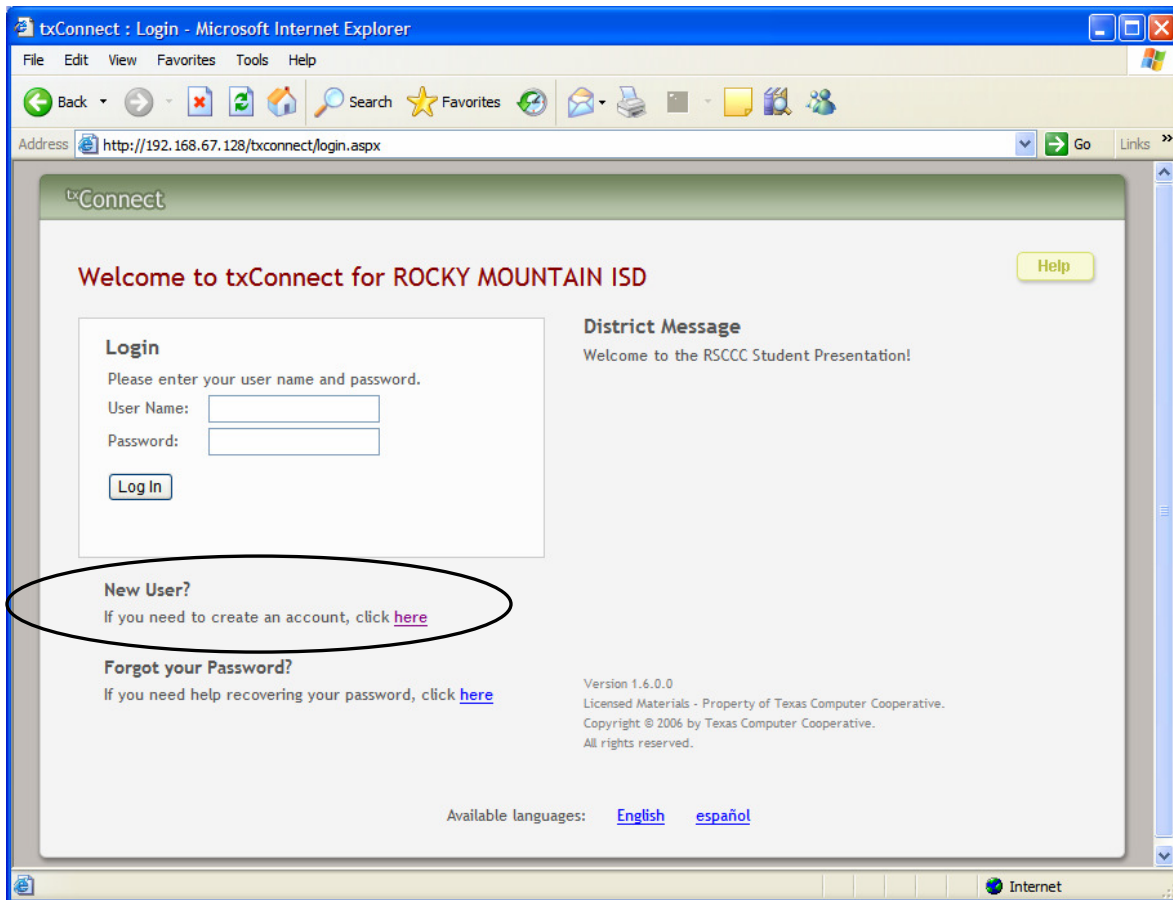 txConnect : Login - Microsoft Internet Explorer
File Edit View Favorites Tools Help
Back Search Favorites
Address http://192.168.67.128/txconnect/login.aspx Go Links »
txConnect
Welcome to txConnect for ROCKY MOUNTAIN ISD
Help
Login
Please enter your user name and password.
User Name:
Password:
Log In
District Message
Welcome to the RSCCC Student Presentation!
New User?
If you need to create an account, click here
Forgot your Password?
If you need help recovering your password, click here
Version 1.6.0.0
Licensed Materials - Property of Texas Computer Cooperative.
Copyright © 2006 by Texas Computer Cooperative.
All rights reserved.
Available languages: English español
Internet